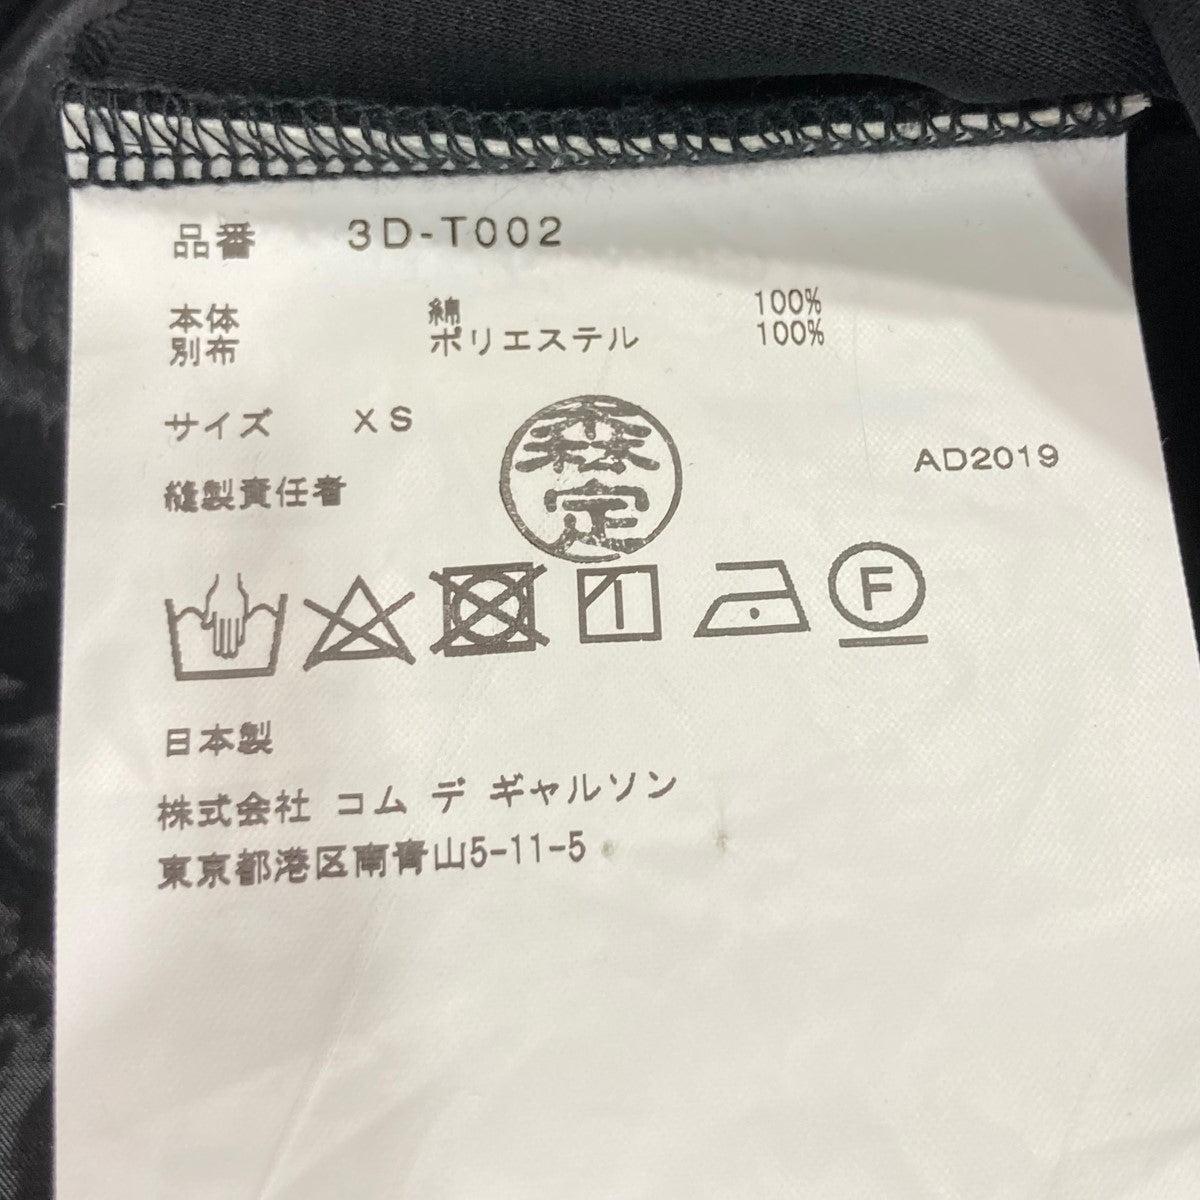 品番 3D-T002
本体 綿 100%
別布 ポリエステル 100%
サイズ XS
AD2019
縫製責任者
森定
F
日本製
株式会社 コム デ ギャルソン
東京都港区南青山5-11-5